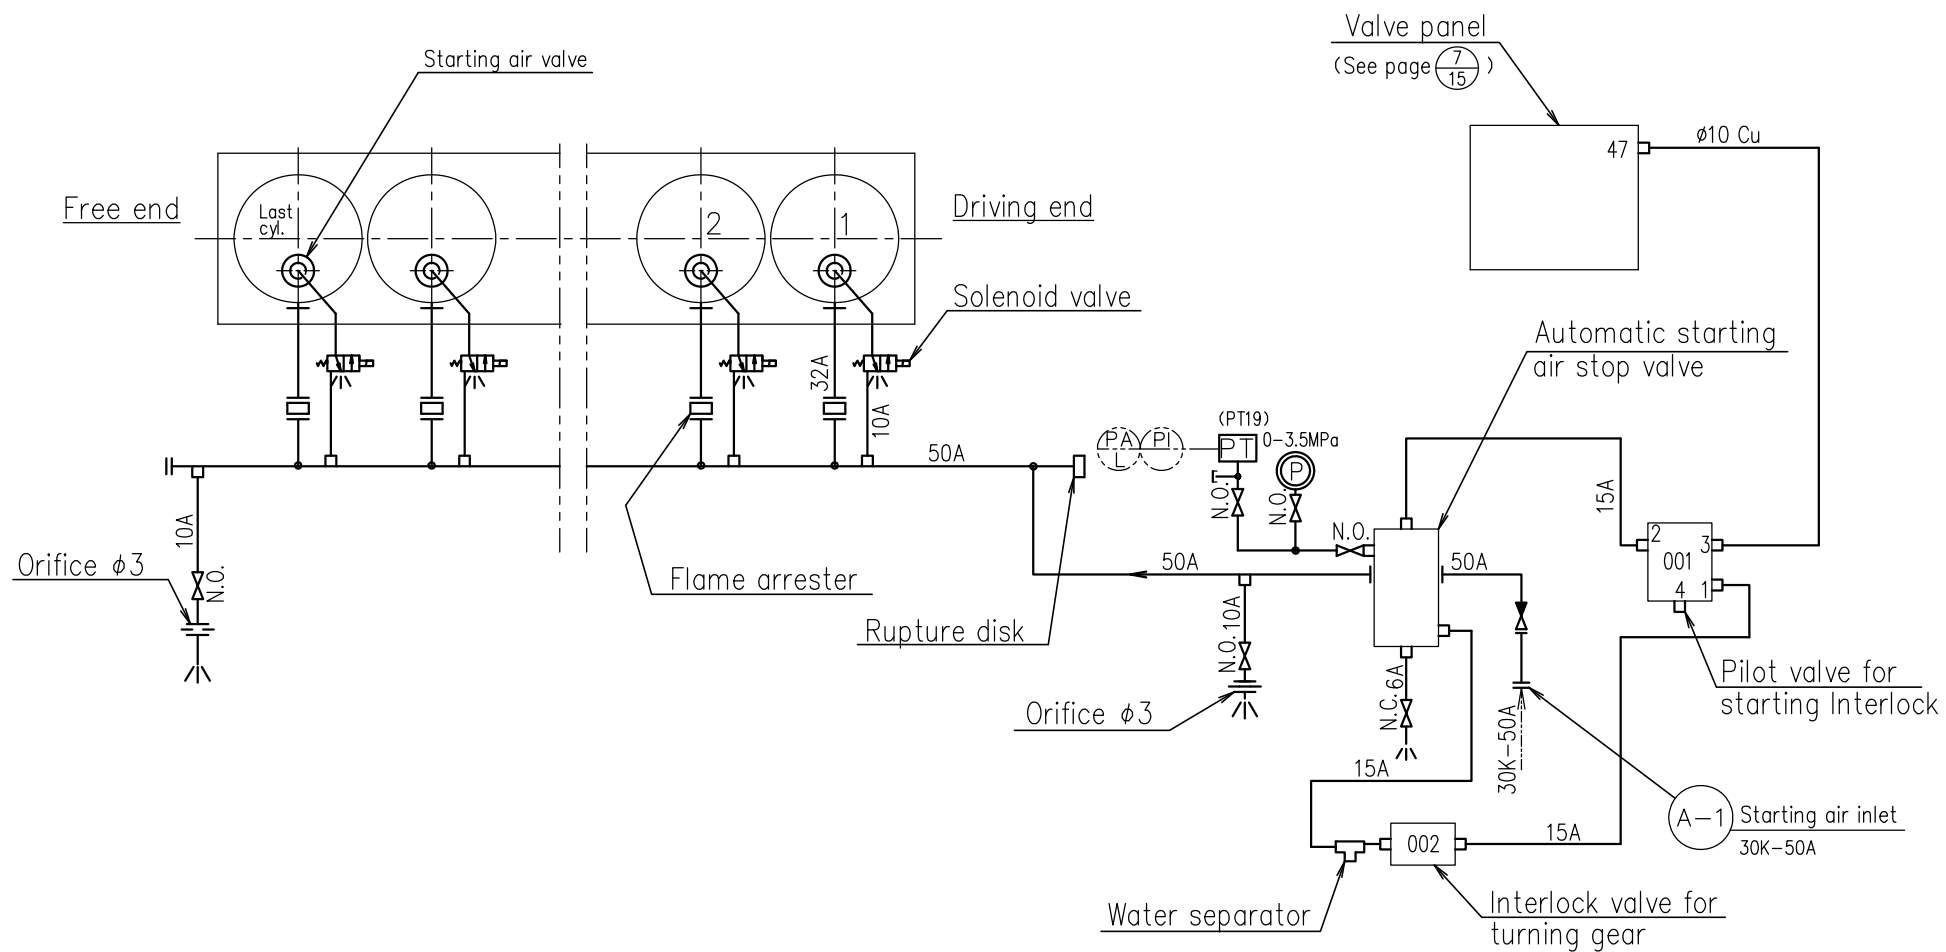 Valve panel
(See page 7/15)
Starting air valve
47
φ10 Cu
Free end
Last
cyl.
2
1
Driving end
Solenoid valve
Automatic starting
air stop valve
32A
10A
50A
PA
L
PI
(PT19)
PT
0-3.5MPa
P
N.O.
N.O.
N.O.
15A
2
3
001
4
1
10A
N.O.
Orifice φ3
Flame arrester
50A
50A
Rupture disk
N.O.
10A
Orifice φ3
N.C.
6A
30K-50A
Pilot valve for
starting Interlock
15A
A-1
Starting air inlet
30K-50A
002
15A
Water separator
Interlock valve for
turning gear